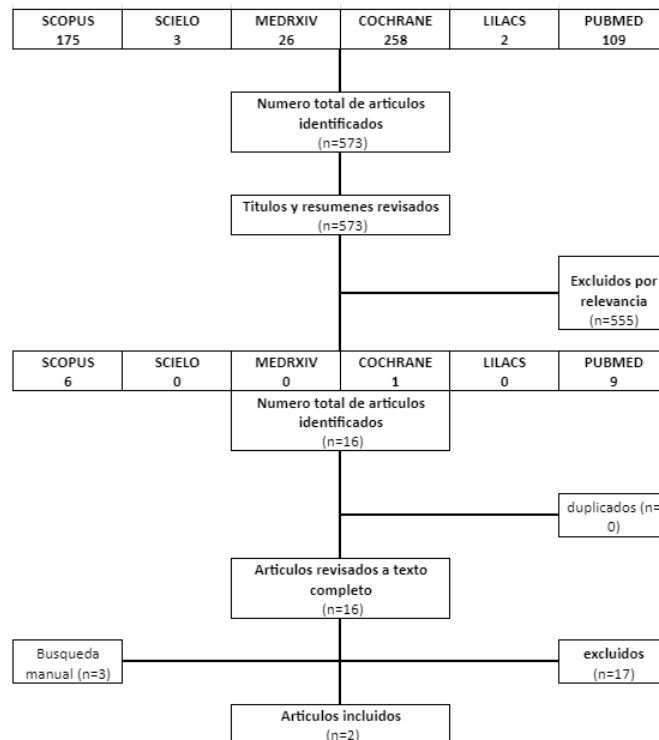 SCOPUS SCIELO MEDRXIV COCHRANE LILACS PUBMED
175 3 26 258 2 109
Numero total de articulos
identificados
(n=573)
Titulos y resumenes revisados
(n=573)
Excluidos por
relevancia
(n=555)
SCOPUS SCIELO MEDRXIV COCHRANE LILACS PUBMED
6 0 0 1 0 9
Numero total de articulos
identificados
(n=16)
duplicados (n=
0)
Articulos revisados a texto
completo
(n=16)
Busqueda
manual (n=3)
excluidos
(n=17)
Articulos incluidos
(n=2)